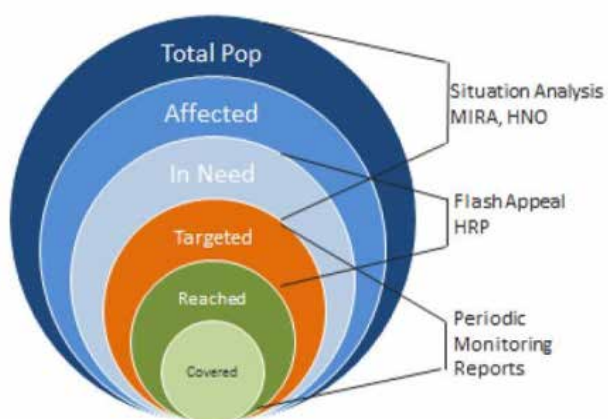 Total Pop
Affected
In Need
Targeted
Reached
Covered
Situation Analysis
MIRA, HNO
Flash Appeal
HRP
Periodic
Monitoring
Reports